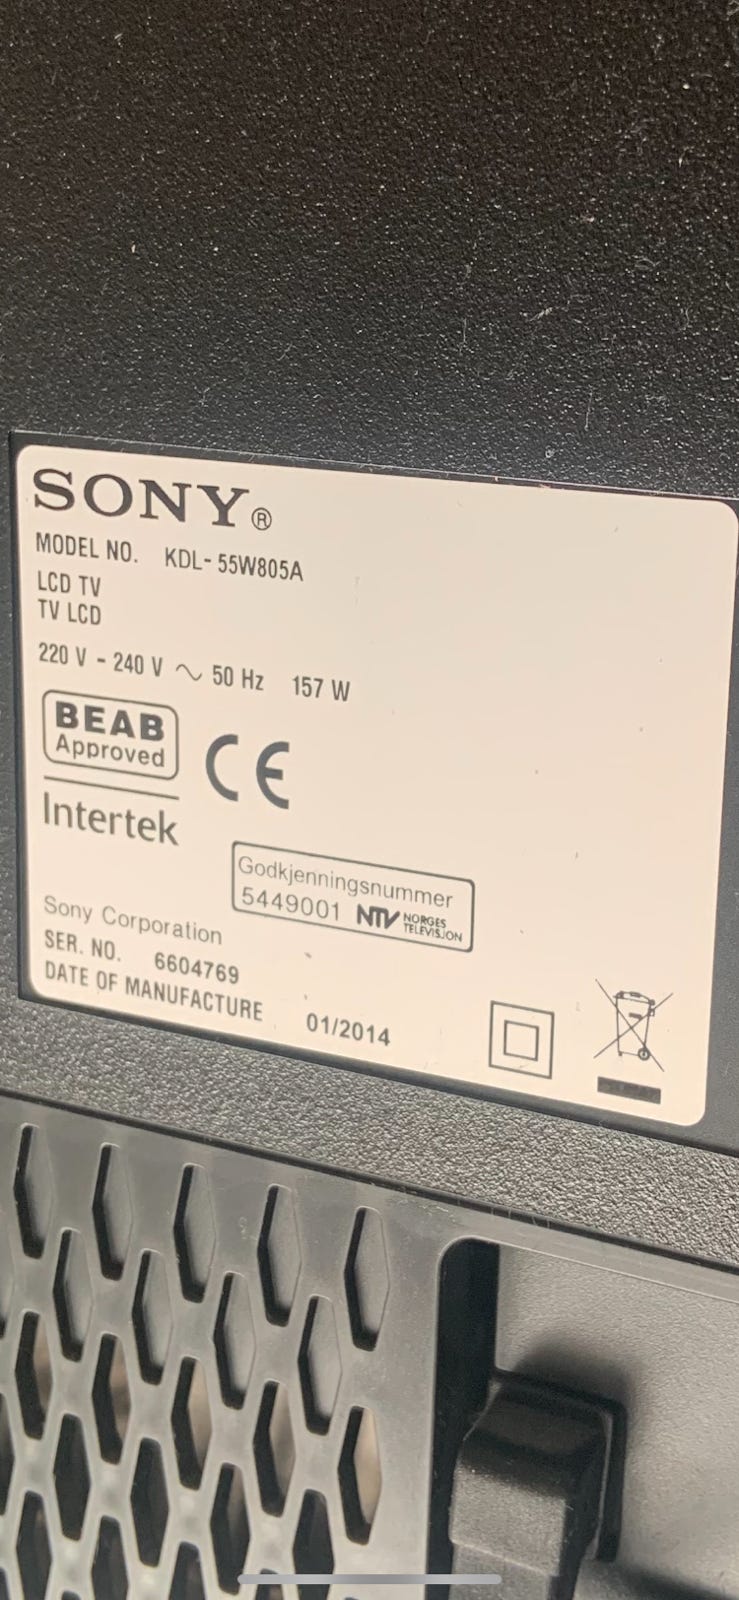 SONY®
MODEL NO. KDL-55W805A
LCD TV
TV LCD
220 V - 240 V ~ 50 Hz 157 W
BEAB
Approved
Intertek
CE
Godkjenningsnummer
5449001 NTV NORGES
TELEVISJON
Sony Corporation
SER. NO. 6604769
DATE OF MANUFACTURE 01/2014